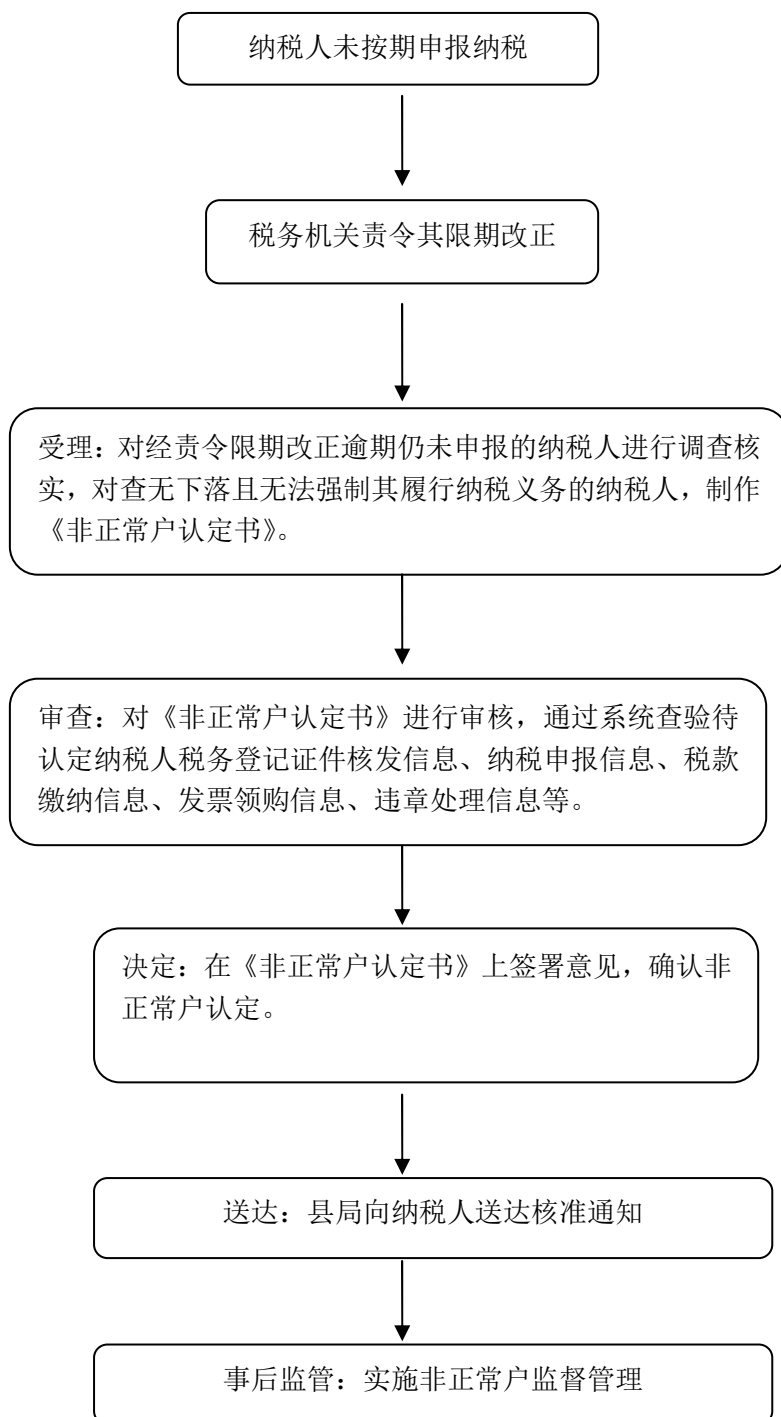 纳税人未按期申报纳税
税务机关责令其限期改正
受理：对经责令限期改正逾期仍未申报的纳税人进行调查核
实，对查无下落且无法强制其履行纳税义务的纳税人，制作
《非正常户认定书》。
审查：对《非正常户认定书》进行审核，通过系统查验待
认定纳税人税务登记证件核发信息、纳税申报信息、税款
缴纳信息、发票领购信息、违章处理信息等。
决定：在《非正常户认定书》上签署意见，确认非
正常户认定。
送达：县局向纳税人送达核准通知
事后监管：实施非正常户监督管理